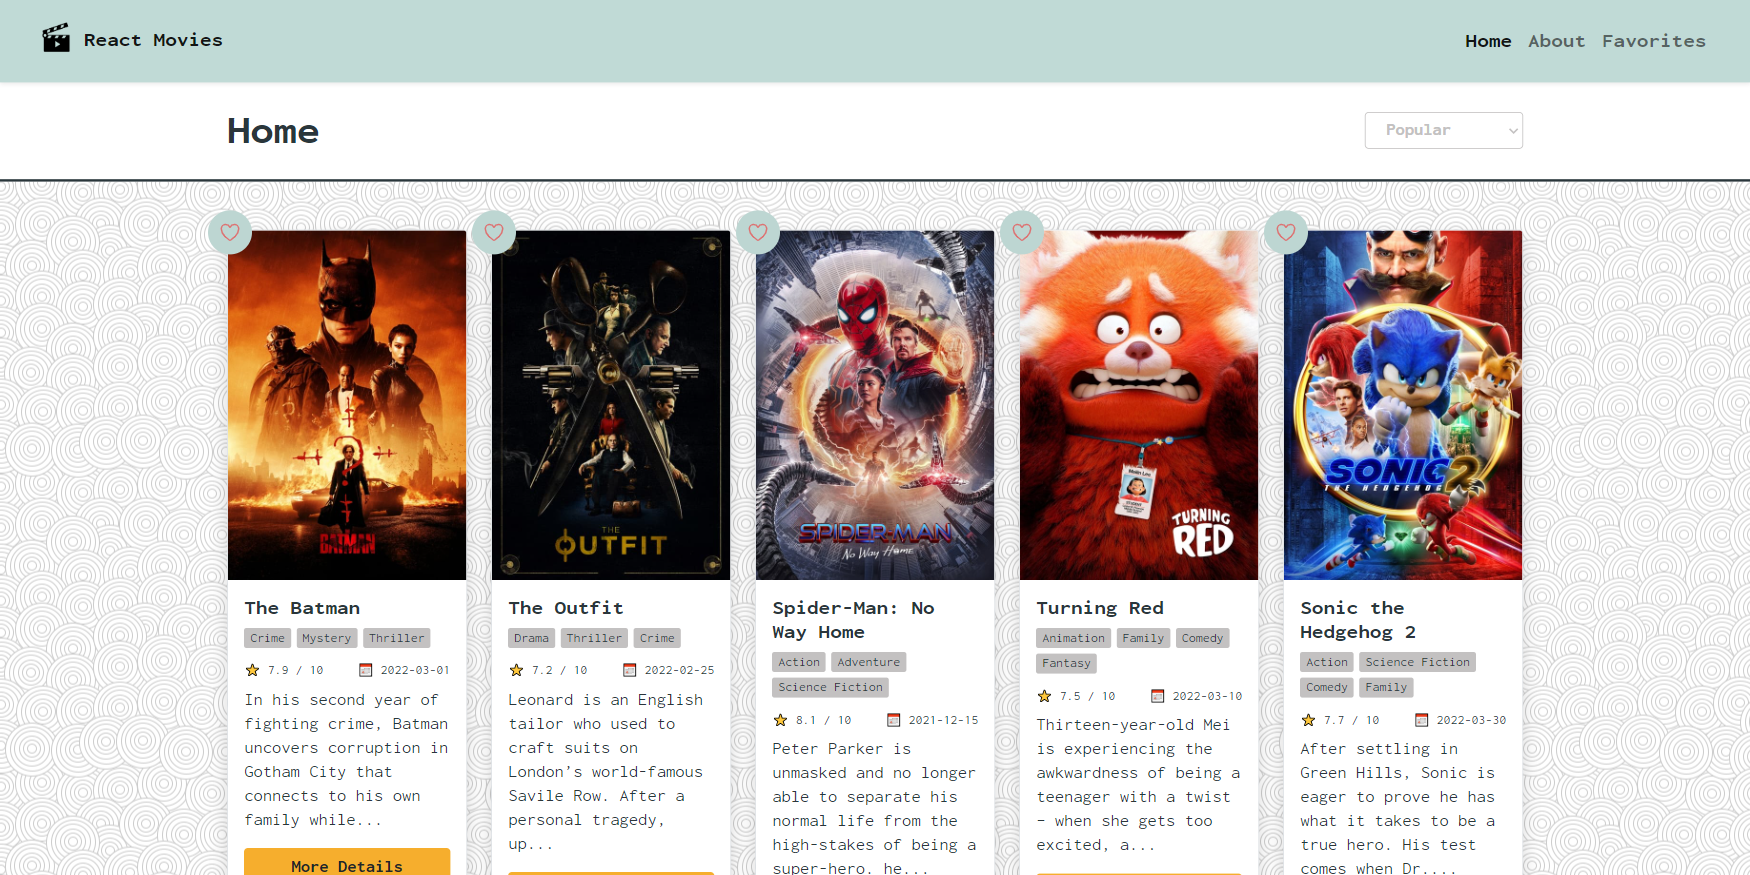 React Movies
Home About Favorites
Home
Popular
THE
BATMAN
THE
OUTFIT
SPIDER-MAN
No Way Home
TURNING
RED
SONIC 2
THE HEDGEHOG
The Batman
Crime Mystery Thriller
7.9 / 10 2022-03-01
In his second year of
fighting crime, Batman
uncovers corruption in
Gotham City that
connects to his own
family while...
More Details
The Outfit
Drama Thriller Crime
7.2 / 10 2022-02-25
Leonard is an English
tailor who used to
craft suits on
London’s world-famous
Savile Row. After a
personal tragedy,
up...
Spider-Man: No
Way Home
Action Adventure
Science Fiction
8.1 / 10 2021-12-15
Peter Parker is
unmasked and no longer
able to separate his
normal life from the
high-stakes of being a
super-hero. he...
Turning Red
Animation Family Comedy
Fantasy
7.5 / 10 2022-03-10
Thirteen-year-old Mei
is experiencing the
awkwardness of being a
teenager with a twist
– when she gets too
excited, a...
Sonic the
Hedgehog 2
Action Science Fiction
Comedy Family
7.7 / 10 2022-03-30
After settling in
Green Hills, Sonic is
eager to prove he has
what it takes to be a
true hero. His test
comes when Dr....